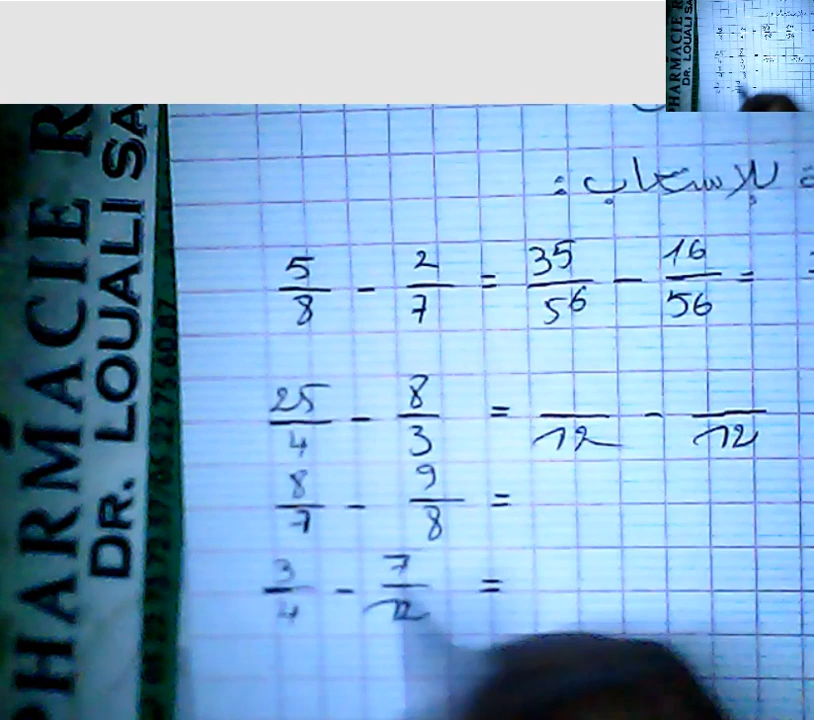 PHARMACIE R
DR. LOUALI SA
للاستعاب :
5/8 - 2/7 = 35/56 - 16/56 =
25/4 - 8/3 = /12 - /12
8/7 - 9/8 =
3/4 - 7/12 =